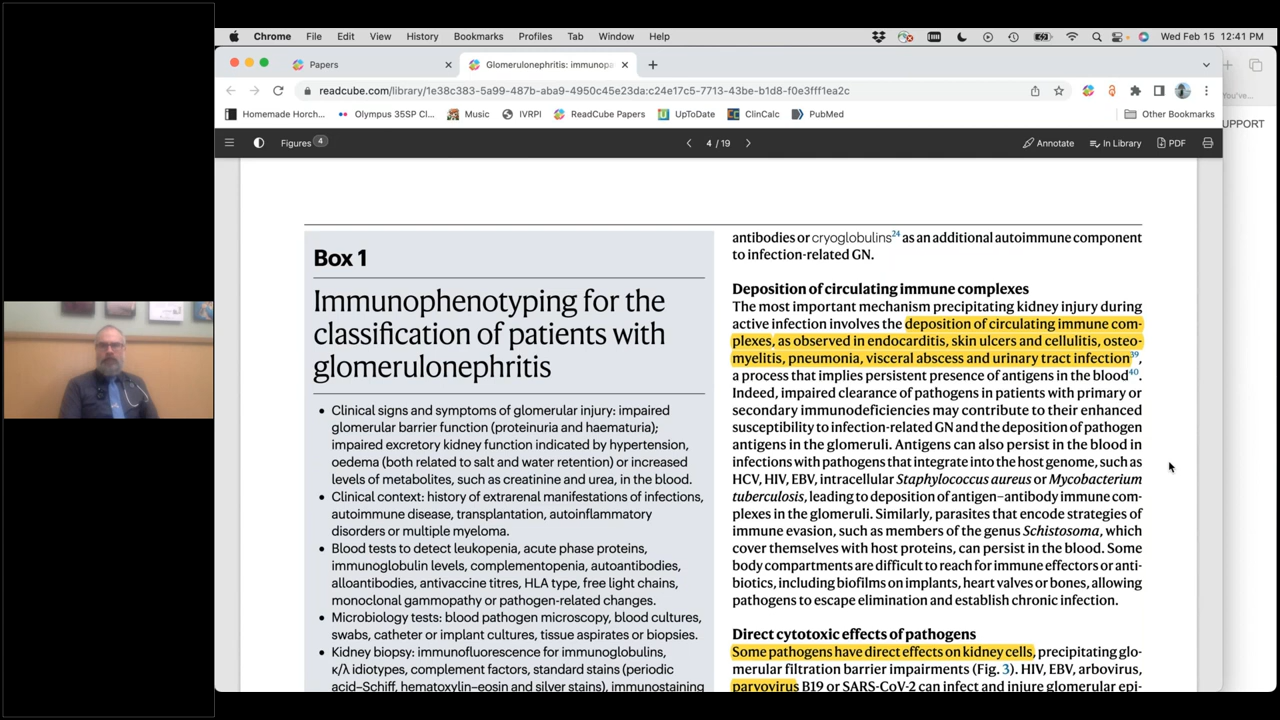 Chrome File Edit View History Bookmarks Profiles Tab Window Help Wed Feb 15 12:41 PM
Papers Glomerulonephritis: immunopa
readcube.com/library/1e38c383-5a99-487b-aba9-4950c45e23da:c24e17c5-7713-43be-b1d8-f0e3fff1ea2c
You've...
Homemade Horch... Olympus 35SP Cl... Music IVRPI ReadCube Papers UpToDate ClinCalc PubMed Other Bookmarks
UPPORT
Figures 4 4 / 19 Annotate In Library PDF
Box 1
Immunophenotyping for the
classification of patients with
glomerulonephritis
• Clinical signs and symptoms of glomerular injury: impaired
glomerular barrier function (proteinuria and haematuria);
impaired excretory kidney function indicated by hypertension,
oedema (both related to salt and water retention) or increased
levels of metabolites, such as creatinine and urea, in the blood.
• Clinical context: history of extrarenal manifestations of infections,
autoimmune disease, transplantation, autoinflammatory
disorders or multiple myeloma.
• Blood tests to detect leukopenia, acute phase proteins,
immunoglobulin levels, complementopenia, autoantibodies,
alloantibodies, antivaccine titres, HLA type, free light chains,
monoclonal gammopathy or pathogen-related changes.
• Microbiology tests: blood pathogen microscopy, blood cultures,
swabs, catheter or implant cultures, tissue aspirates or biopsies.
• Kidney biopsy: immunofluorescence for immunoglobulins,
κ/λ idiotypes, complement factors, standard stains (periodic
acid–Schiff, hematoxylin–eosin and silver stains), immunostaining
antibodies or cryoglobulins24 as an additional autoimmune component
to infection-related GN.
Deposition of circulating immune complexes
The most important mechanism precipitating kidney injury during
active infection involves the deposition of circulating immune com-
plexes, as observed in endocarditis, skin ulcers and cellulitis, osteo-
myelitis, pneumonia, visceral abscess and urinary tract infection39,
a process that implies persistent presence of antigens in the blood40.
Indeed, impaired clearance of pathogens in patients with primary or
secondary immunodeficiencies may contribute to their enhanced
susceptibility to infection-related GN and the deposition of pathogen
antigens in the glomeruli. Antigens can also persist in the blood in
infections with pathogens that integrate into the host genome, such as
HCV, HIV, EBV, intracellular Staphylococcus aureus or Mycobacterium
tuberculosis, leading to deposition of antigen–antibody immune com-
plexes in the glomeruli. Similarly, parasites that encode strategies of
immune evasion, such as members of the genus Schistosoma, which
cover themselves with host proteins, can persist in the blood. Some
body compartments are difficult to reach for immune effectors or anti-
biotics, including biofilms on implants, heart valves or bones, allowing
pathogens to escape elimination and establish chronic infection.
Direct cytotoxic effects of pathogens
Some pathogens have direct effects on kidney cells, precipitating glo-
merular filtration barrier impairments (Fig. 3). HIV, EBV, arbovirus,
parvovirus B19 or SARS-CoV-2 can infect and injure glomerular epi-